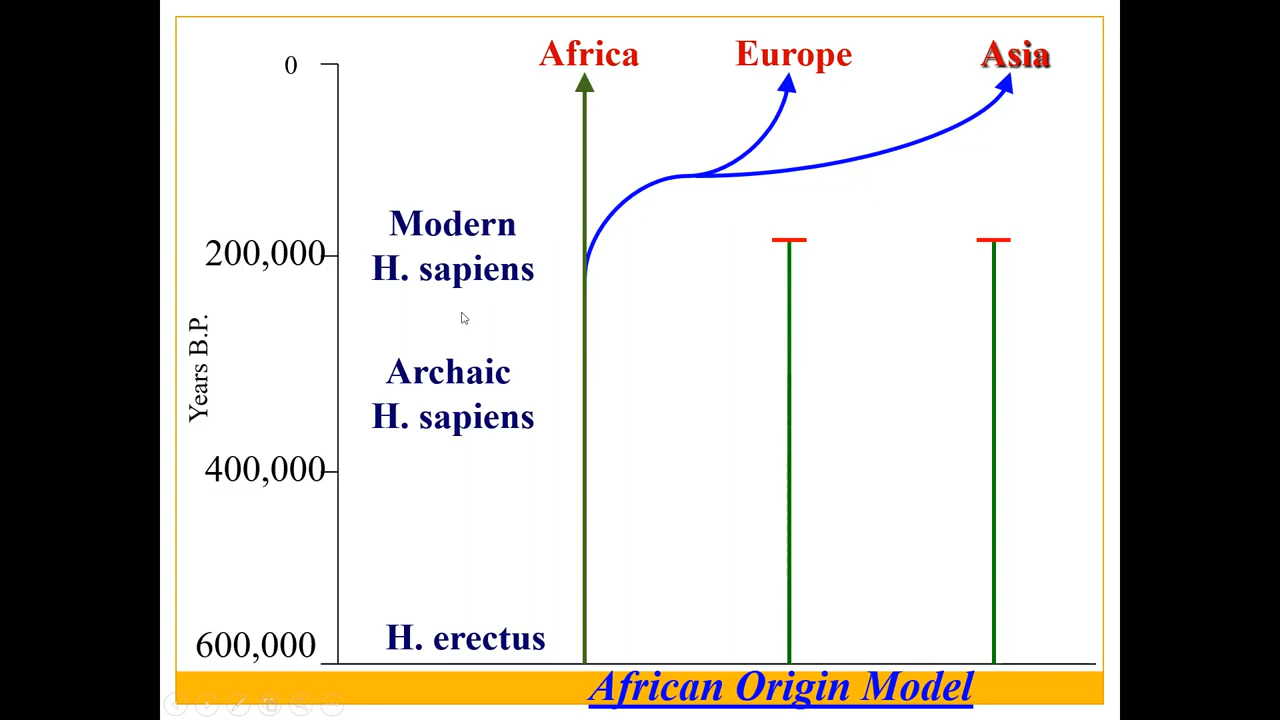 Africa Europe Asia
0
Modern
H. sapiens
200,000
Years B.P.
Archaic
H. sapiens
400,000
H. erectus
600,000
African Origin Model